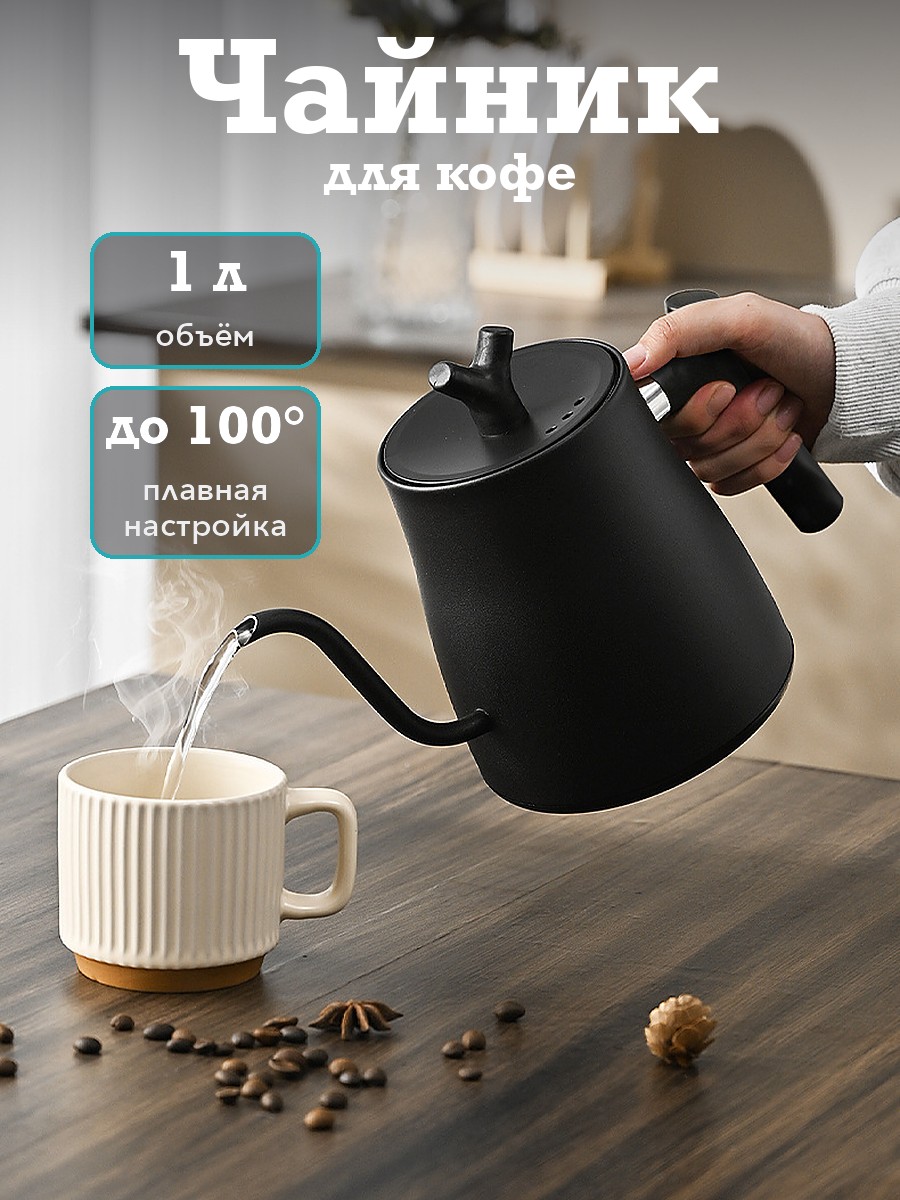 Чайник
для кофе
1 л
объём
до 100°
плавная
настройка